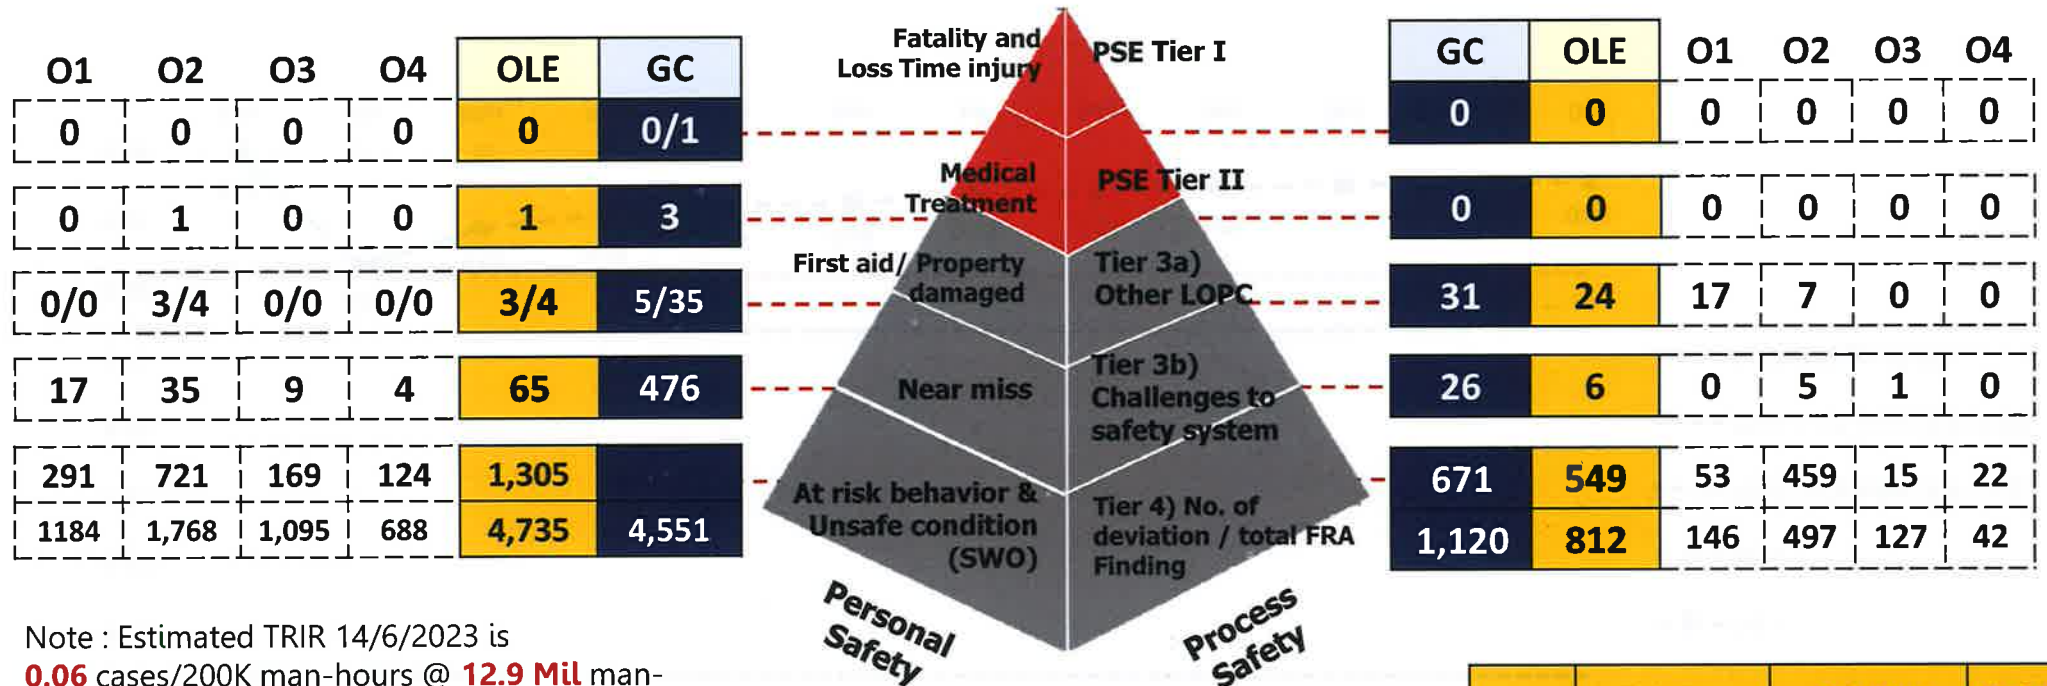 O1 O2 O3 O4 OLE GC
0 0 0 0 0 0/1
0 1 0 0 1 3
0/0 3/4 0/0 0/0 3/4 5/35
17 35 9 4 65 476
291 721 169 124 1,305
1184 1,768 1,095 688 4,735 4,551
Fatality and
Loss Time injury
Medical
Treatment
First aid/ Property
damaged
Near miss
At risk behavior &
Unsafe condition
(SWO)
Personal
Safety
PSE Tier I
PSE Tier II
Tier 3a)
Other LOPC
Tier 3b)
Challenges to
safety system
Tier 4) No. of
deviation / total FRA
Finding
Process
Safety
GC OLE O1 O2 O3 O4
0 0 0 0 0 0
0 0 0 0 0 0
31 24 17 7 0 0
26 6 0 5 1 0
671 549 53 459 15 22
1,120 812 146 497 127 42
Note : Estimated TRIR 14/6/2023 is
0.06 cases/200K man-hours @ 12.9 Mil man-